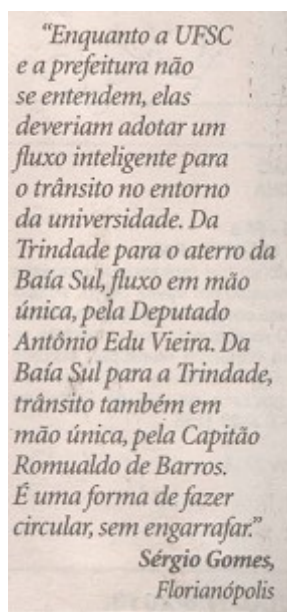 “Enquanto a UFSC
e a prefeitura não
se entendem, elas
deveriam adotar um
fluxo inteligente para
o trânsito no entorno
da universidade. Da
Trindade para o aterro da
Baía Sul, fluxo em mão
única, pela Deputado
Antônio Edu Vieira. Da
Baía Sul para a Trindade,
trânsito também em
mão única, pela Capitão
Romualdo de Barros.
É uma forma de fazer
circular, sem engarrafar.”
Sérgio Gomes,
Florianópolis